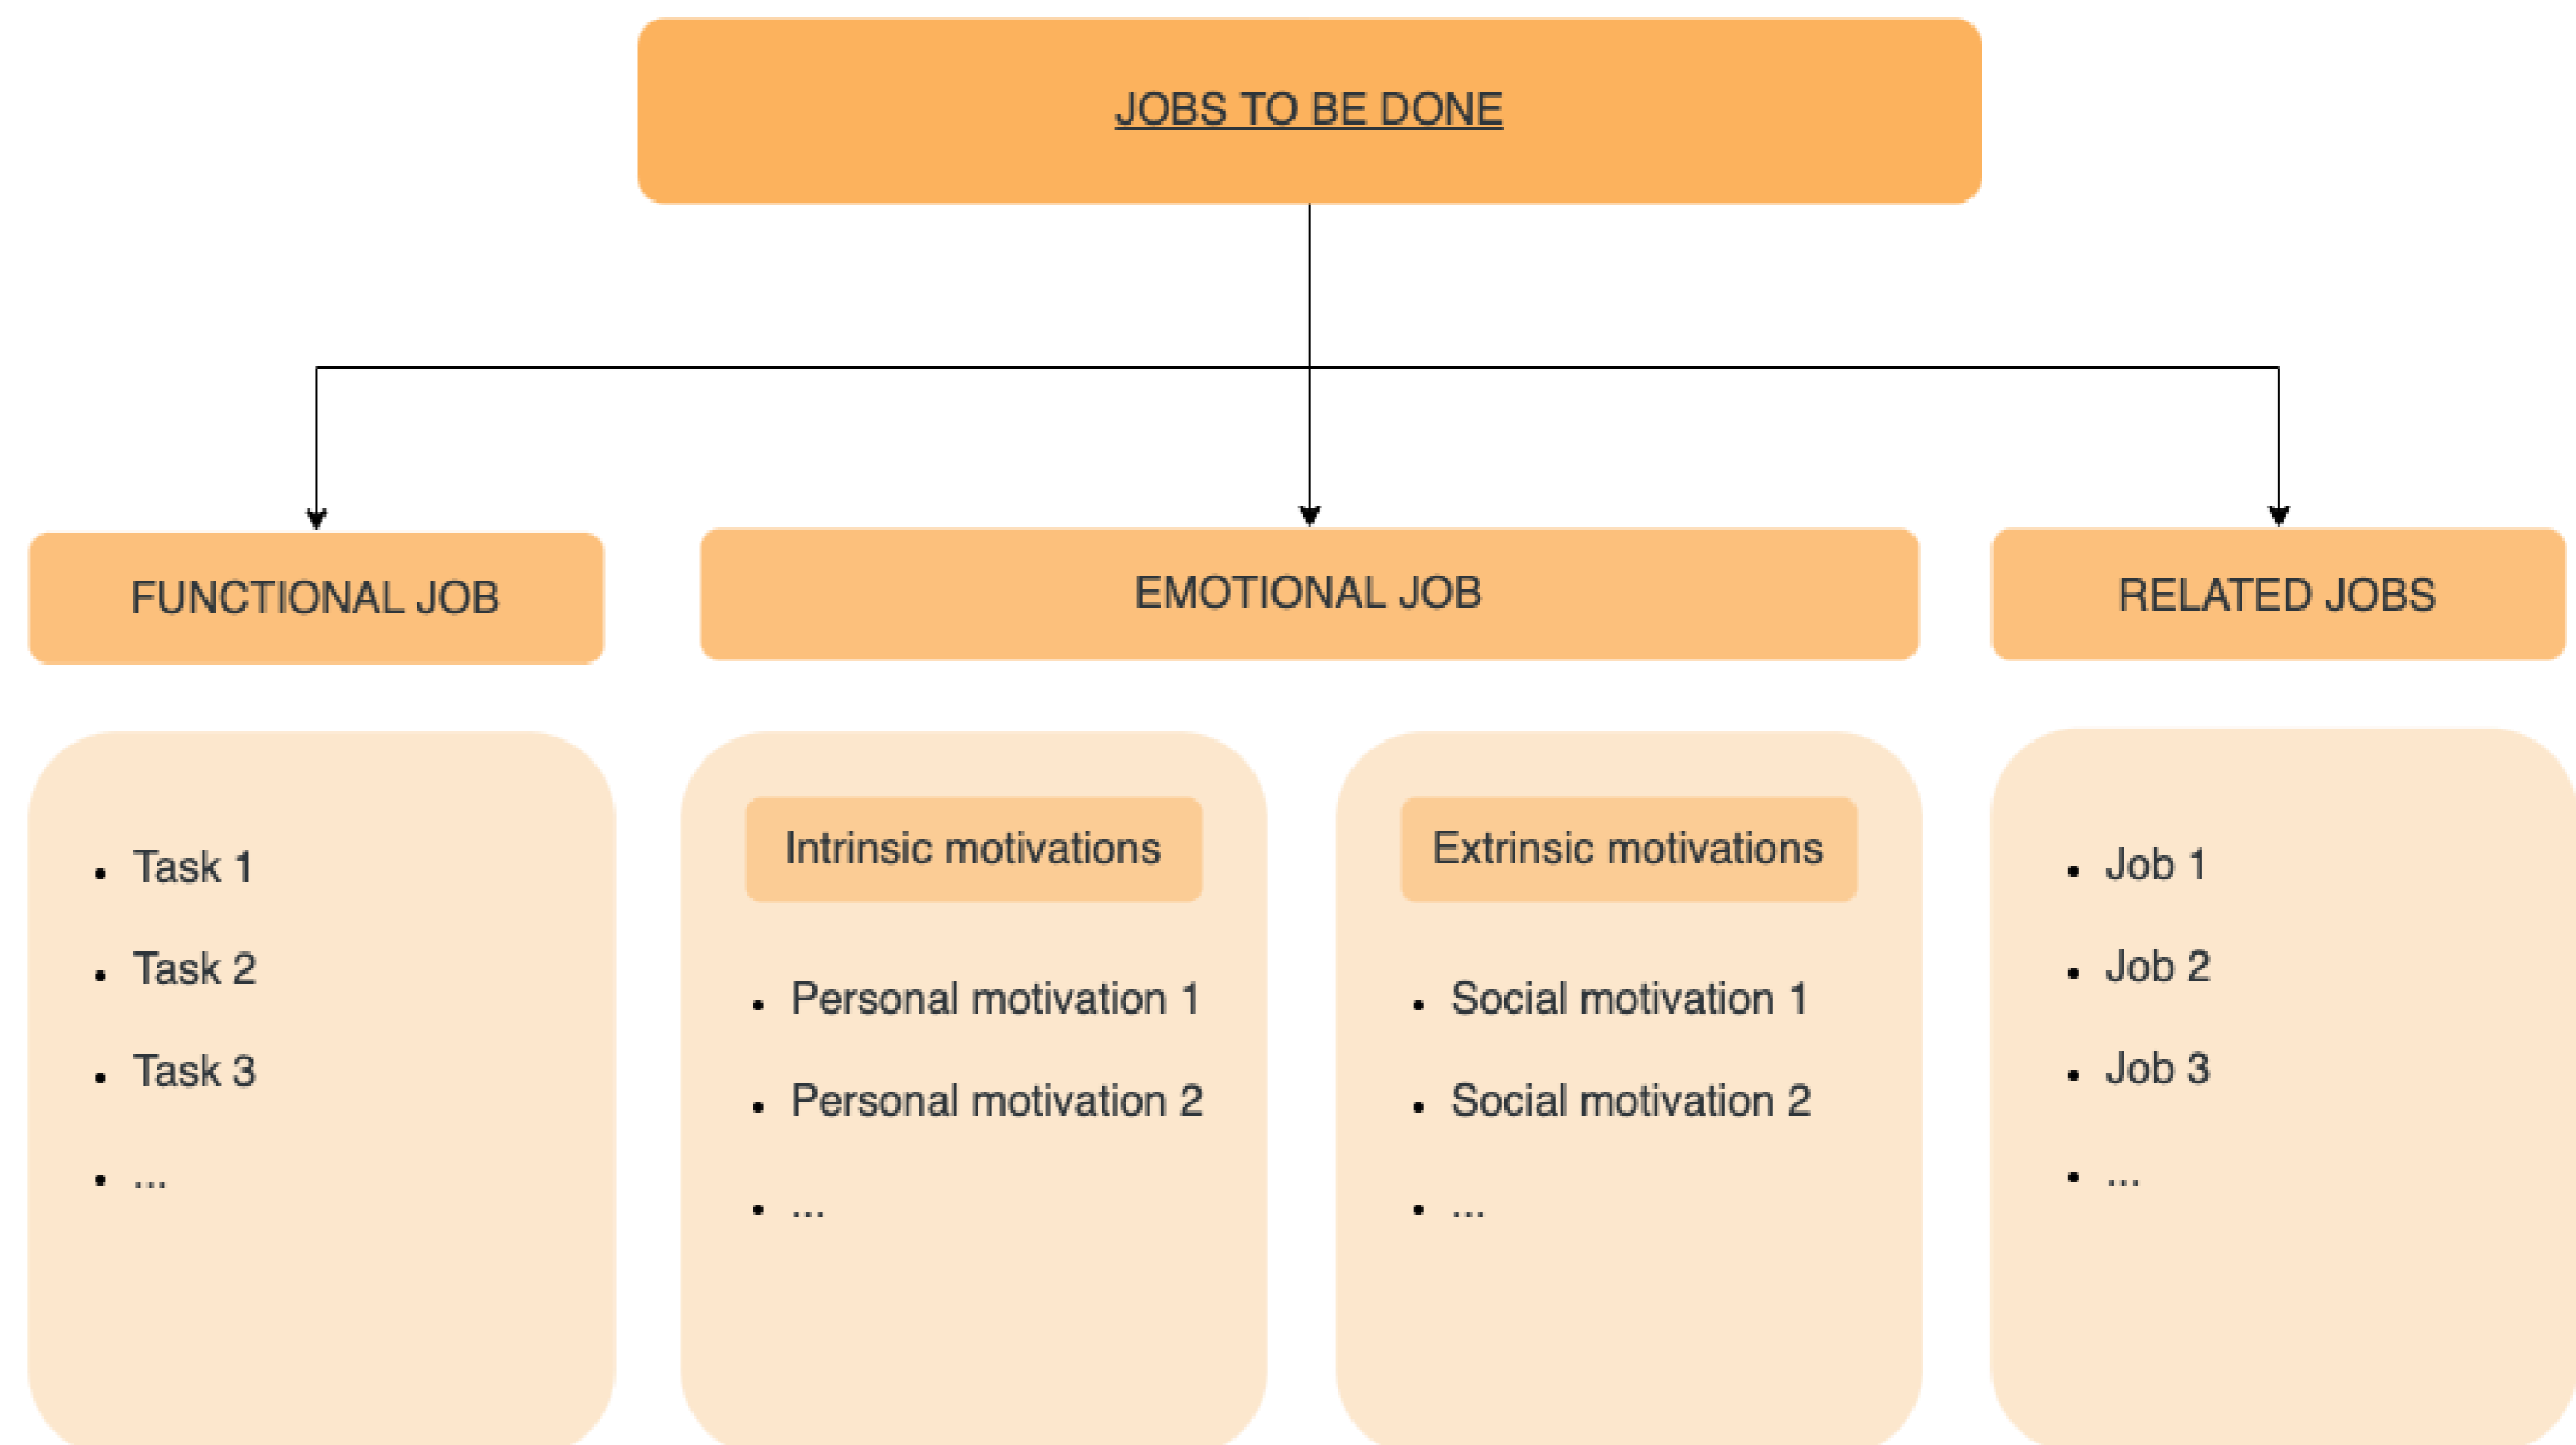 JOBS TO BE DONE
FUNCTIONAL JOB
EMOTIONAL JOB
RELATED JOBS
• Task 1
• Task 2
• Task 3
• ...
Intrinsic motivations
• Personal motivation 1
• Personal motivation 2
• ...
Extrinsic motivations
• Social motivation 1
• Social motivation 2
• ...
• Job 1
• Job 2
• Job 3
• ...